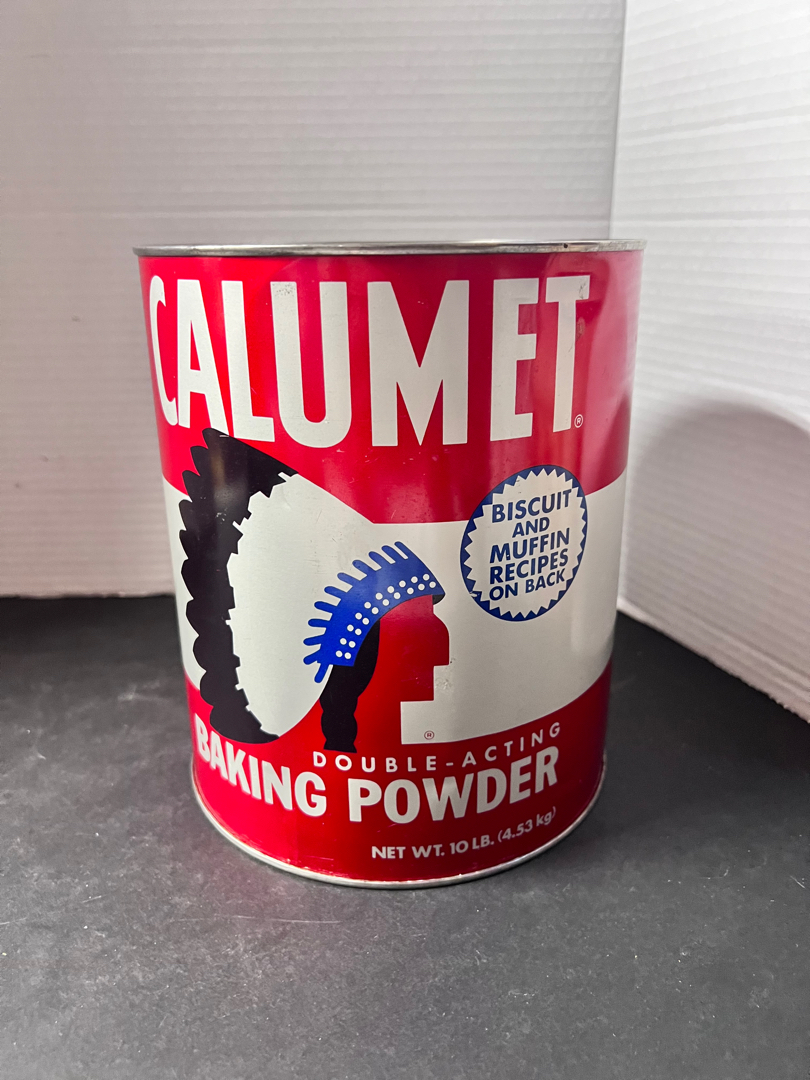 CALUMET®
BISCUIT
AND
MUFFIN
RECIPES
ON BACK
®
DOUBLE-ACTING
BAKING POWDER
NET WT. 10 LB. (4.53 kg)